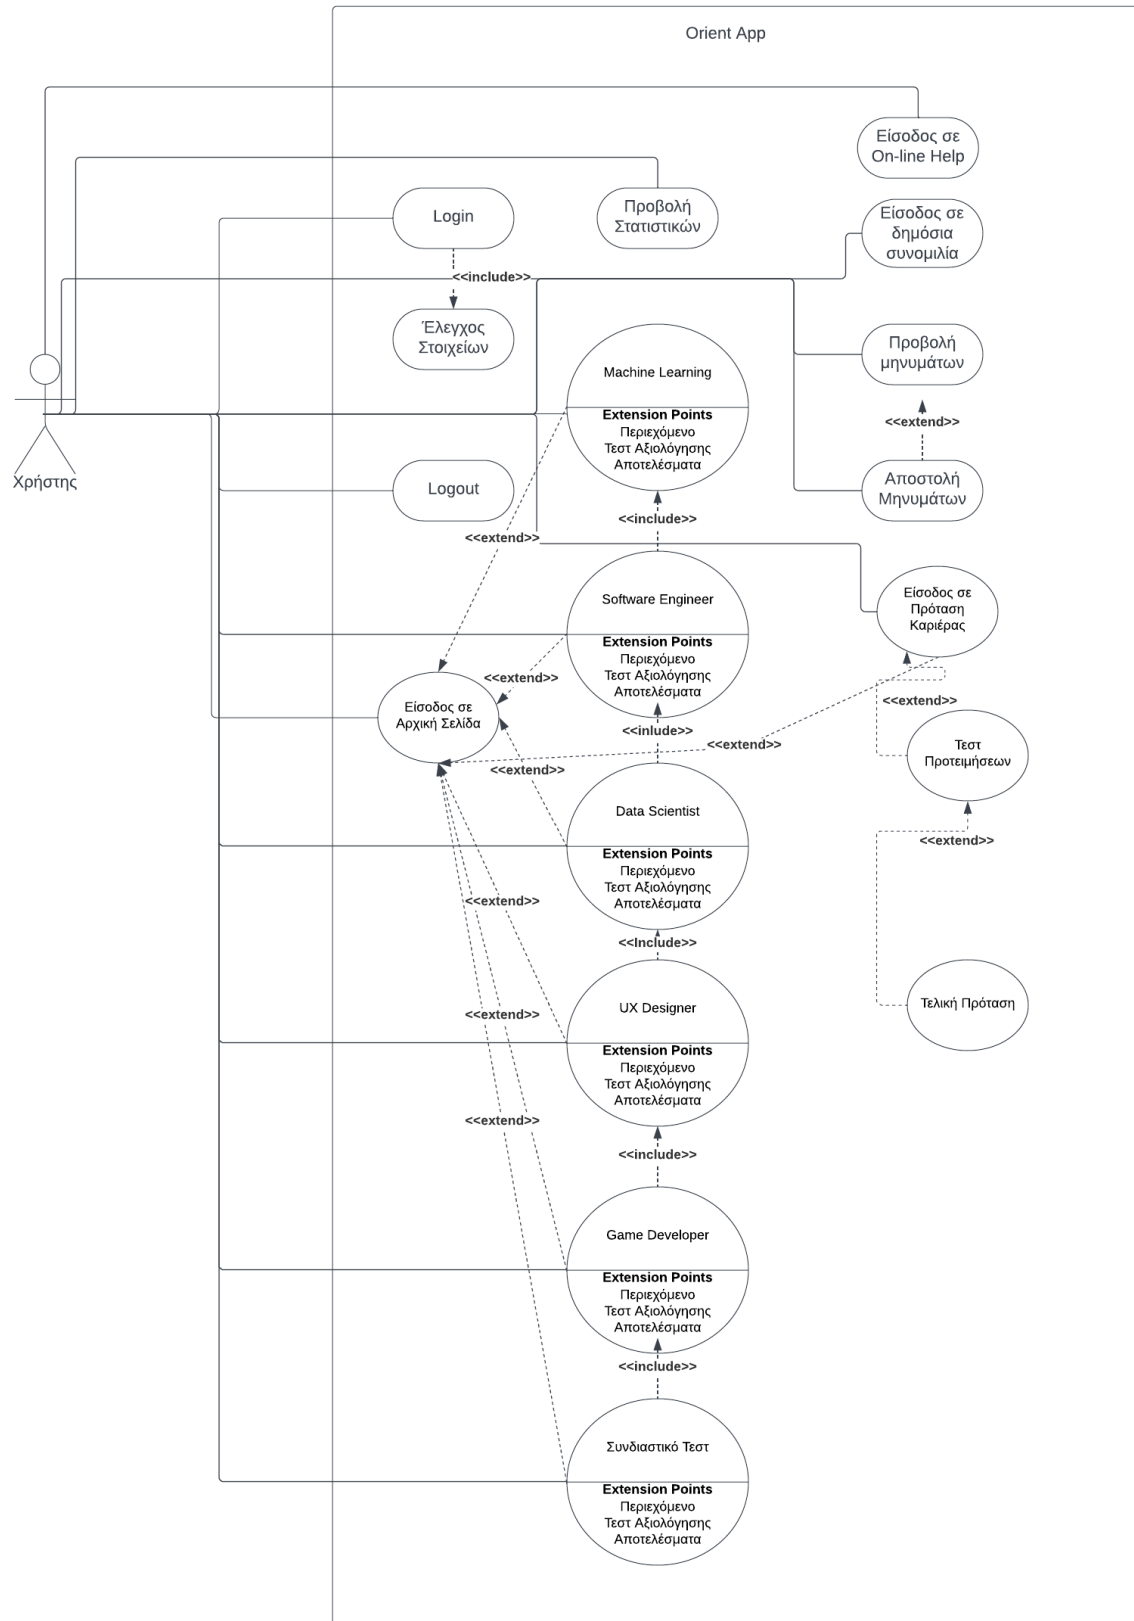 Orient App
Είσοδος σε
On-line Help
Login
Προβολή
Στατιστικών
Είσοδος σε
δημόσια
συνομιλία
<<include>>
Έλεγχος
Στοιχείων
Προβολή
μηνυμάτων
Machine Learning
Extension Points
Περιεχόμενο
Τεστ Αξιολόγησης
Αποτελέσματα
<<extend>>
Χρήστης
Logout
Αποστολή
Μηνυμάτων
<<include>>
<<extend>>
Software Engineer
Extension Points
Περιεχόμενο
Τεστ Αξιολόγησης
Αποτελέσματα
Είσοδος σε
Πρόταση
Καριέρας
<<extend>>
Είσοδος σε
Αρχική Σελίδα
<<extend>>
<<inlude>>
<<extend>>
<<extend>>
Τεστ
Προτειμήσεων
Data Scientist
Extension Points
Περιεχόμενο
Τεστ Αξιολόγησης
Αποτελέσματα
<<extend>>
<<extend>>
<<Include>>
UX Designer
Extension Points
Περιεχόμενο
Τεστ Αξιολόγησης
Αποτελέσματα
Τελική Πρόταση
<<extend>>
<<extend>>
<<include>>
Game Developer
Extension Points
Περιεχόμενο
Τεστ Αξιολόγησης
Αποτελέσματα
<<include>>
Συνδιαστικό Τεστ
Extension Points
Περιεχόμενο
Τεστ Αξιολόγησης
Αποτελέσματα